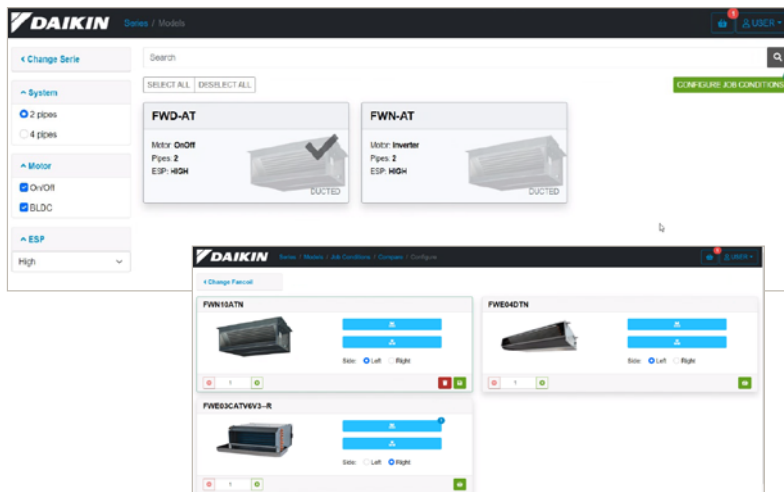 DAIKIN Series / Models 1 USER
Change Serie
Search
SELECT ALL DESELECT ALL
CONFIGURE JOB CONDITIONS
System
2 pipes
4 pipes
FWD-AT
Motor: OnOff
Pipes: 2
ESP: HIGH
DUCTED
FWN-AT
Motor: Inverter
Pipes: 2
ESP: HIGH
DUCTED
Motor
On/Off
BLDC
ESP
High
DAIKIN Series / Models / Job Conditions / Compare / Configure USER
Change Fancoil
FWN10ATN
Side: Left Right
1
FWE04DTN
Side: Left Right
1
FWE03CATV6V3--R
Side: Left Right
1